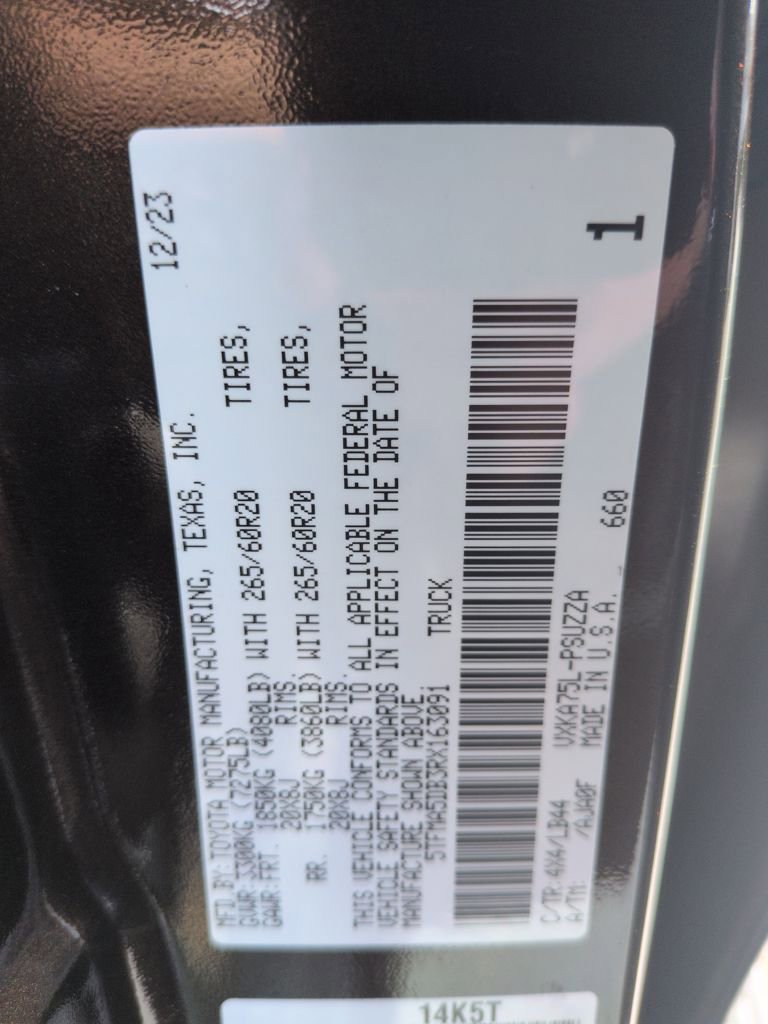 12/23
MFD.BY:TOYOTA MOTOR MANUFACTURING, TEXAS, INC.
GVWR:3300KG (7275LB)
GAWR:FRT. 1850KG (4080LB) WITH 265/60R20 TIRES,
20X8J RIMS.
RR. 1750KG (3860LB) WITH 265/60R20 TIRES,
20X8J RIMS.
THIS VEHICLE CONFORMS TO ALL APPLICABLE FEDERAL MOTOR
VEHICLE SAFETY STANDARDS IN EFFECT ON THE DATE OF
MANUFACTURE SHOWN ABOVE.
5TFMA5DB3RX163091 TRUCK
1
C/TR: 4X4/LB44 VXKA75L-PSUZZA
A/TM: /AJA0F MADE IN U.S.A. 660
14K5T